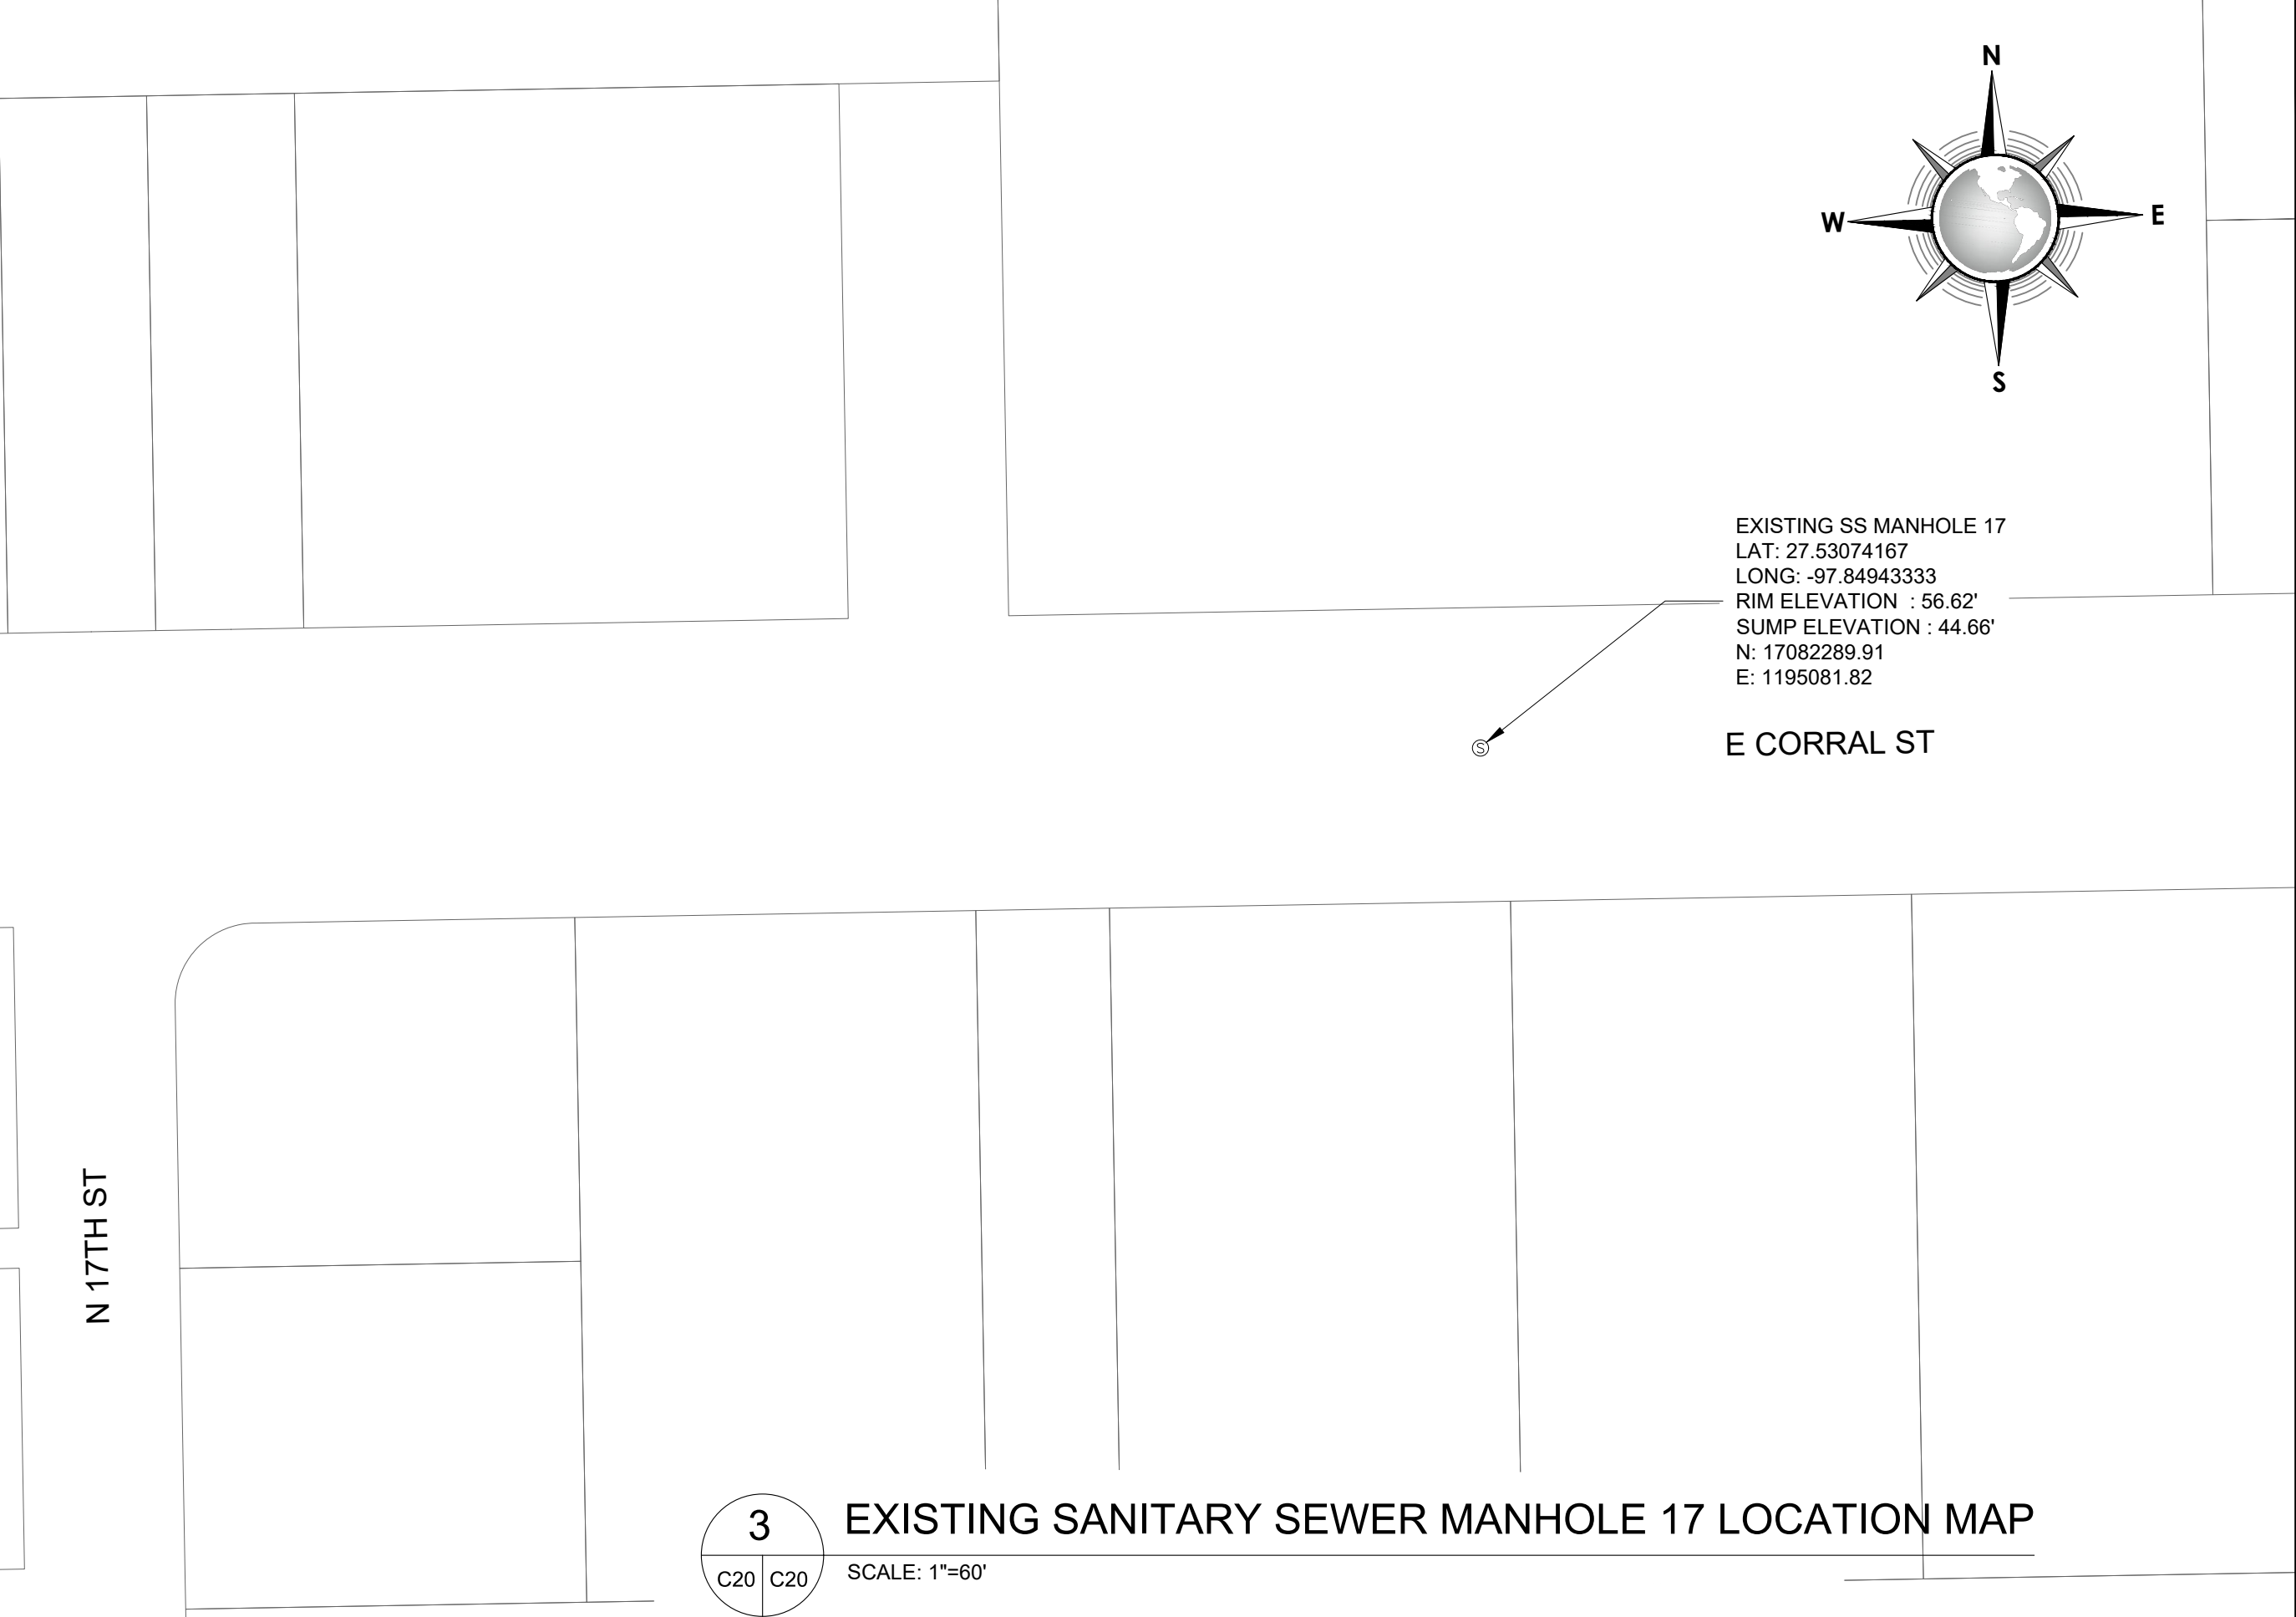 N
W
E
S
EXISTING SS MANHOLE 17
LAT: 27.53074167
LONG: -97.84943333
RIM ELEVATION : 56.62'
SUMP ELEVATION : 44.66'
N: 17082289.91
E: 1195081.82
E CORRAL ST
S
N 17TH ST
3
C20
C20
EXISTING SANITARY SEWER MANHOLE 17 LOCATION MAP
SCALE: 1"=60'